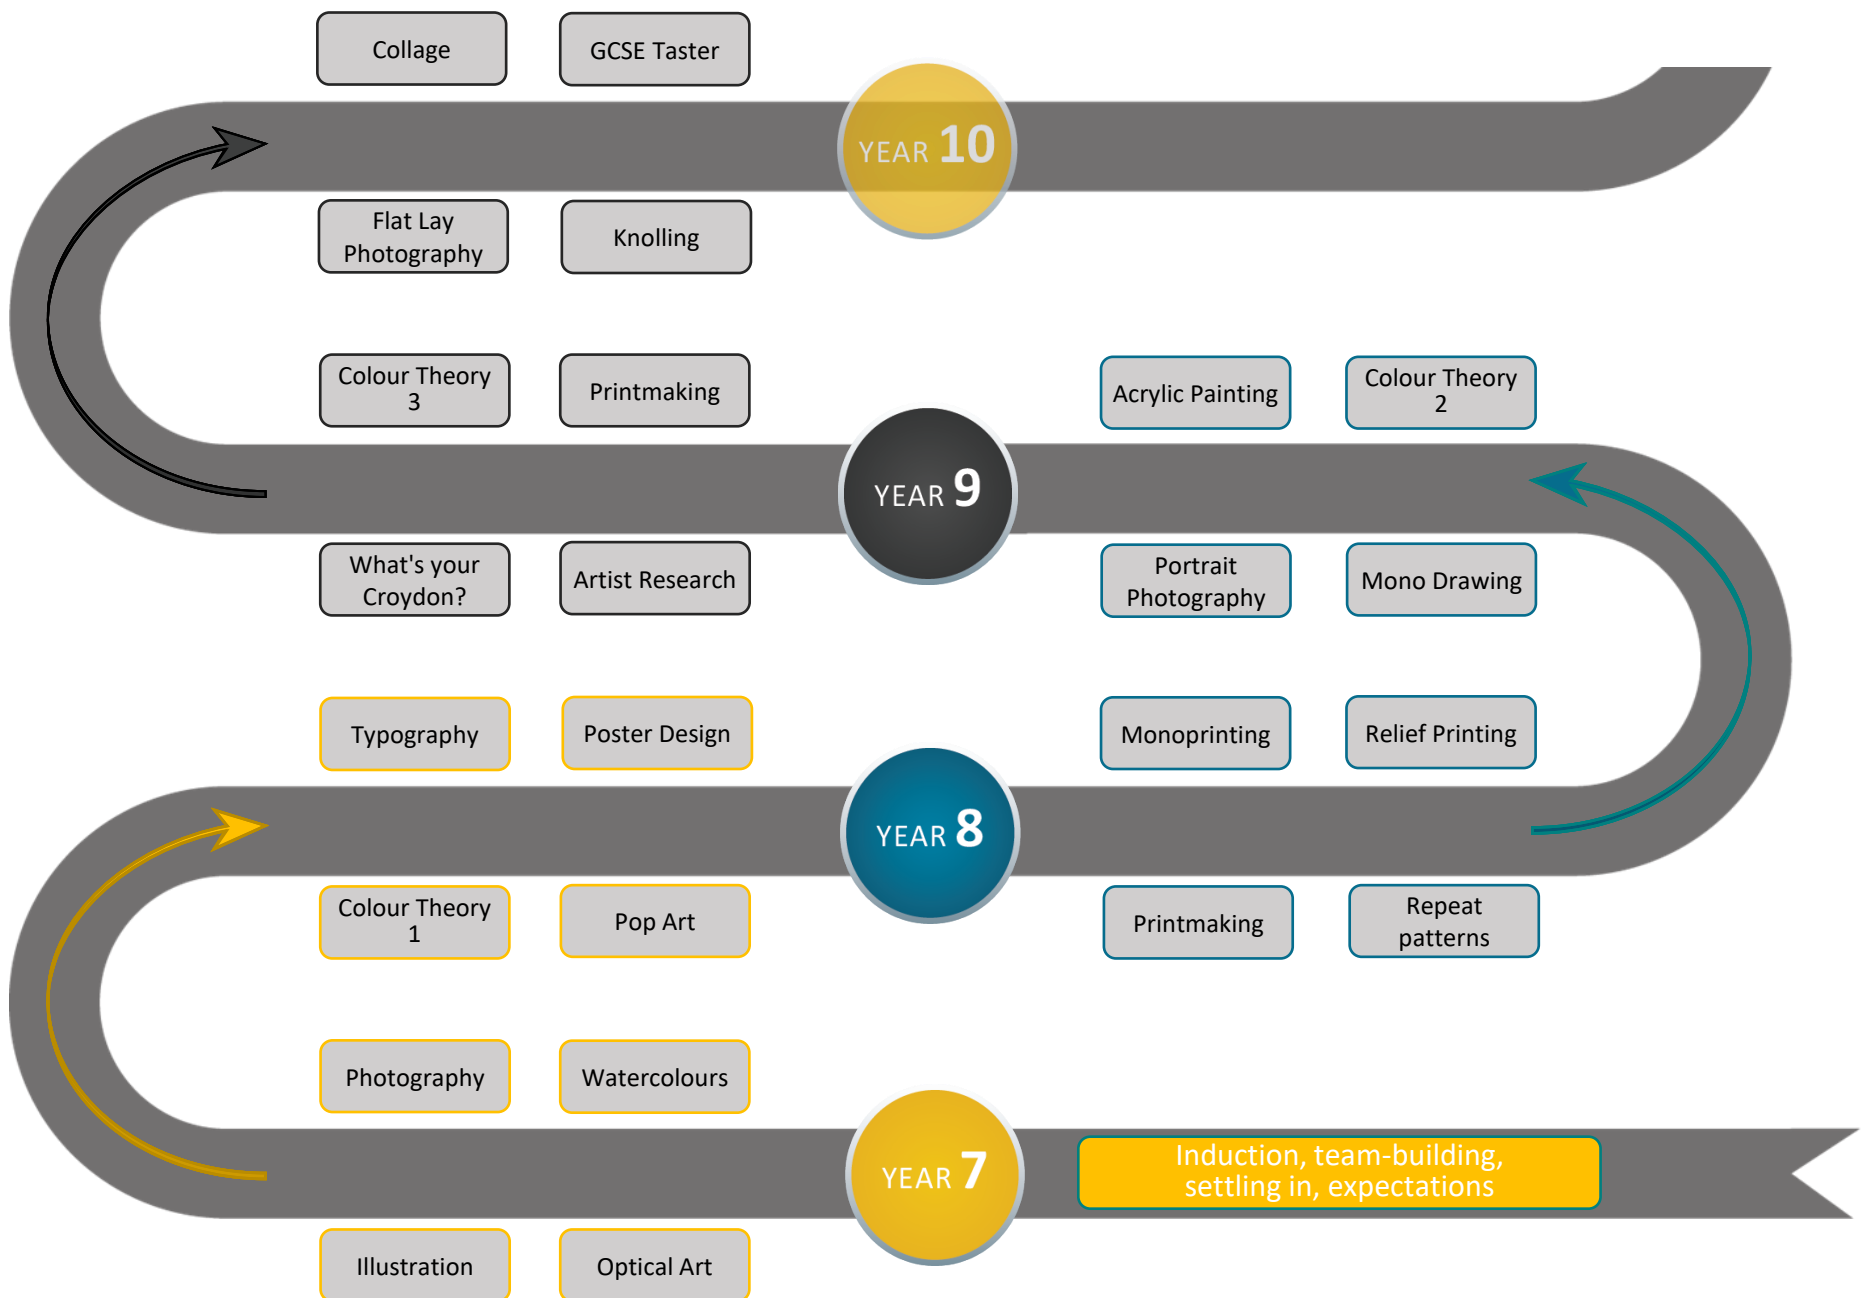 Collage
GCSE Taster
YEAR 10
Flat Lay
Photography
Knolling
Colour Theory
3
Printmaking
Acrylic Painting
Colour Theory
2
YEAR 9
What's your
Croydon?
Artist Research
Portrait
Photography
Mono Drawing
Typography
Poster Design
Monoprinting
Relief Printing
YEAR 8
Colour Theory
1
Pop Art
Printmaking
Repeat
patterns
Photography
Watercolours
YEAR 7
Induction, team-building,
settling in, expectations
Illustration
Optical Art